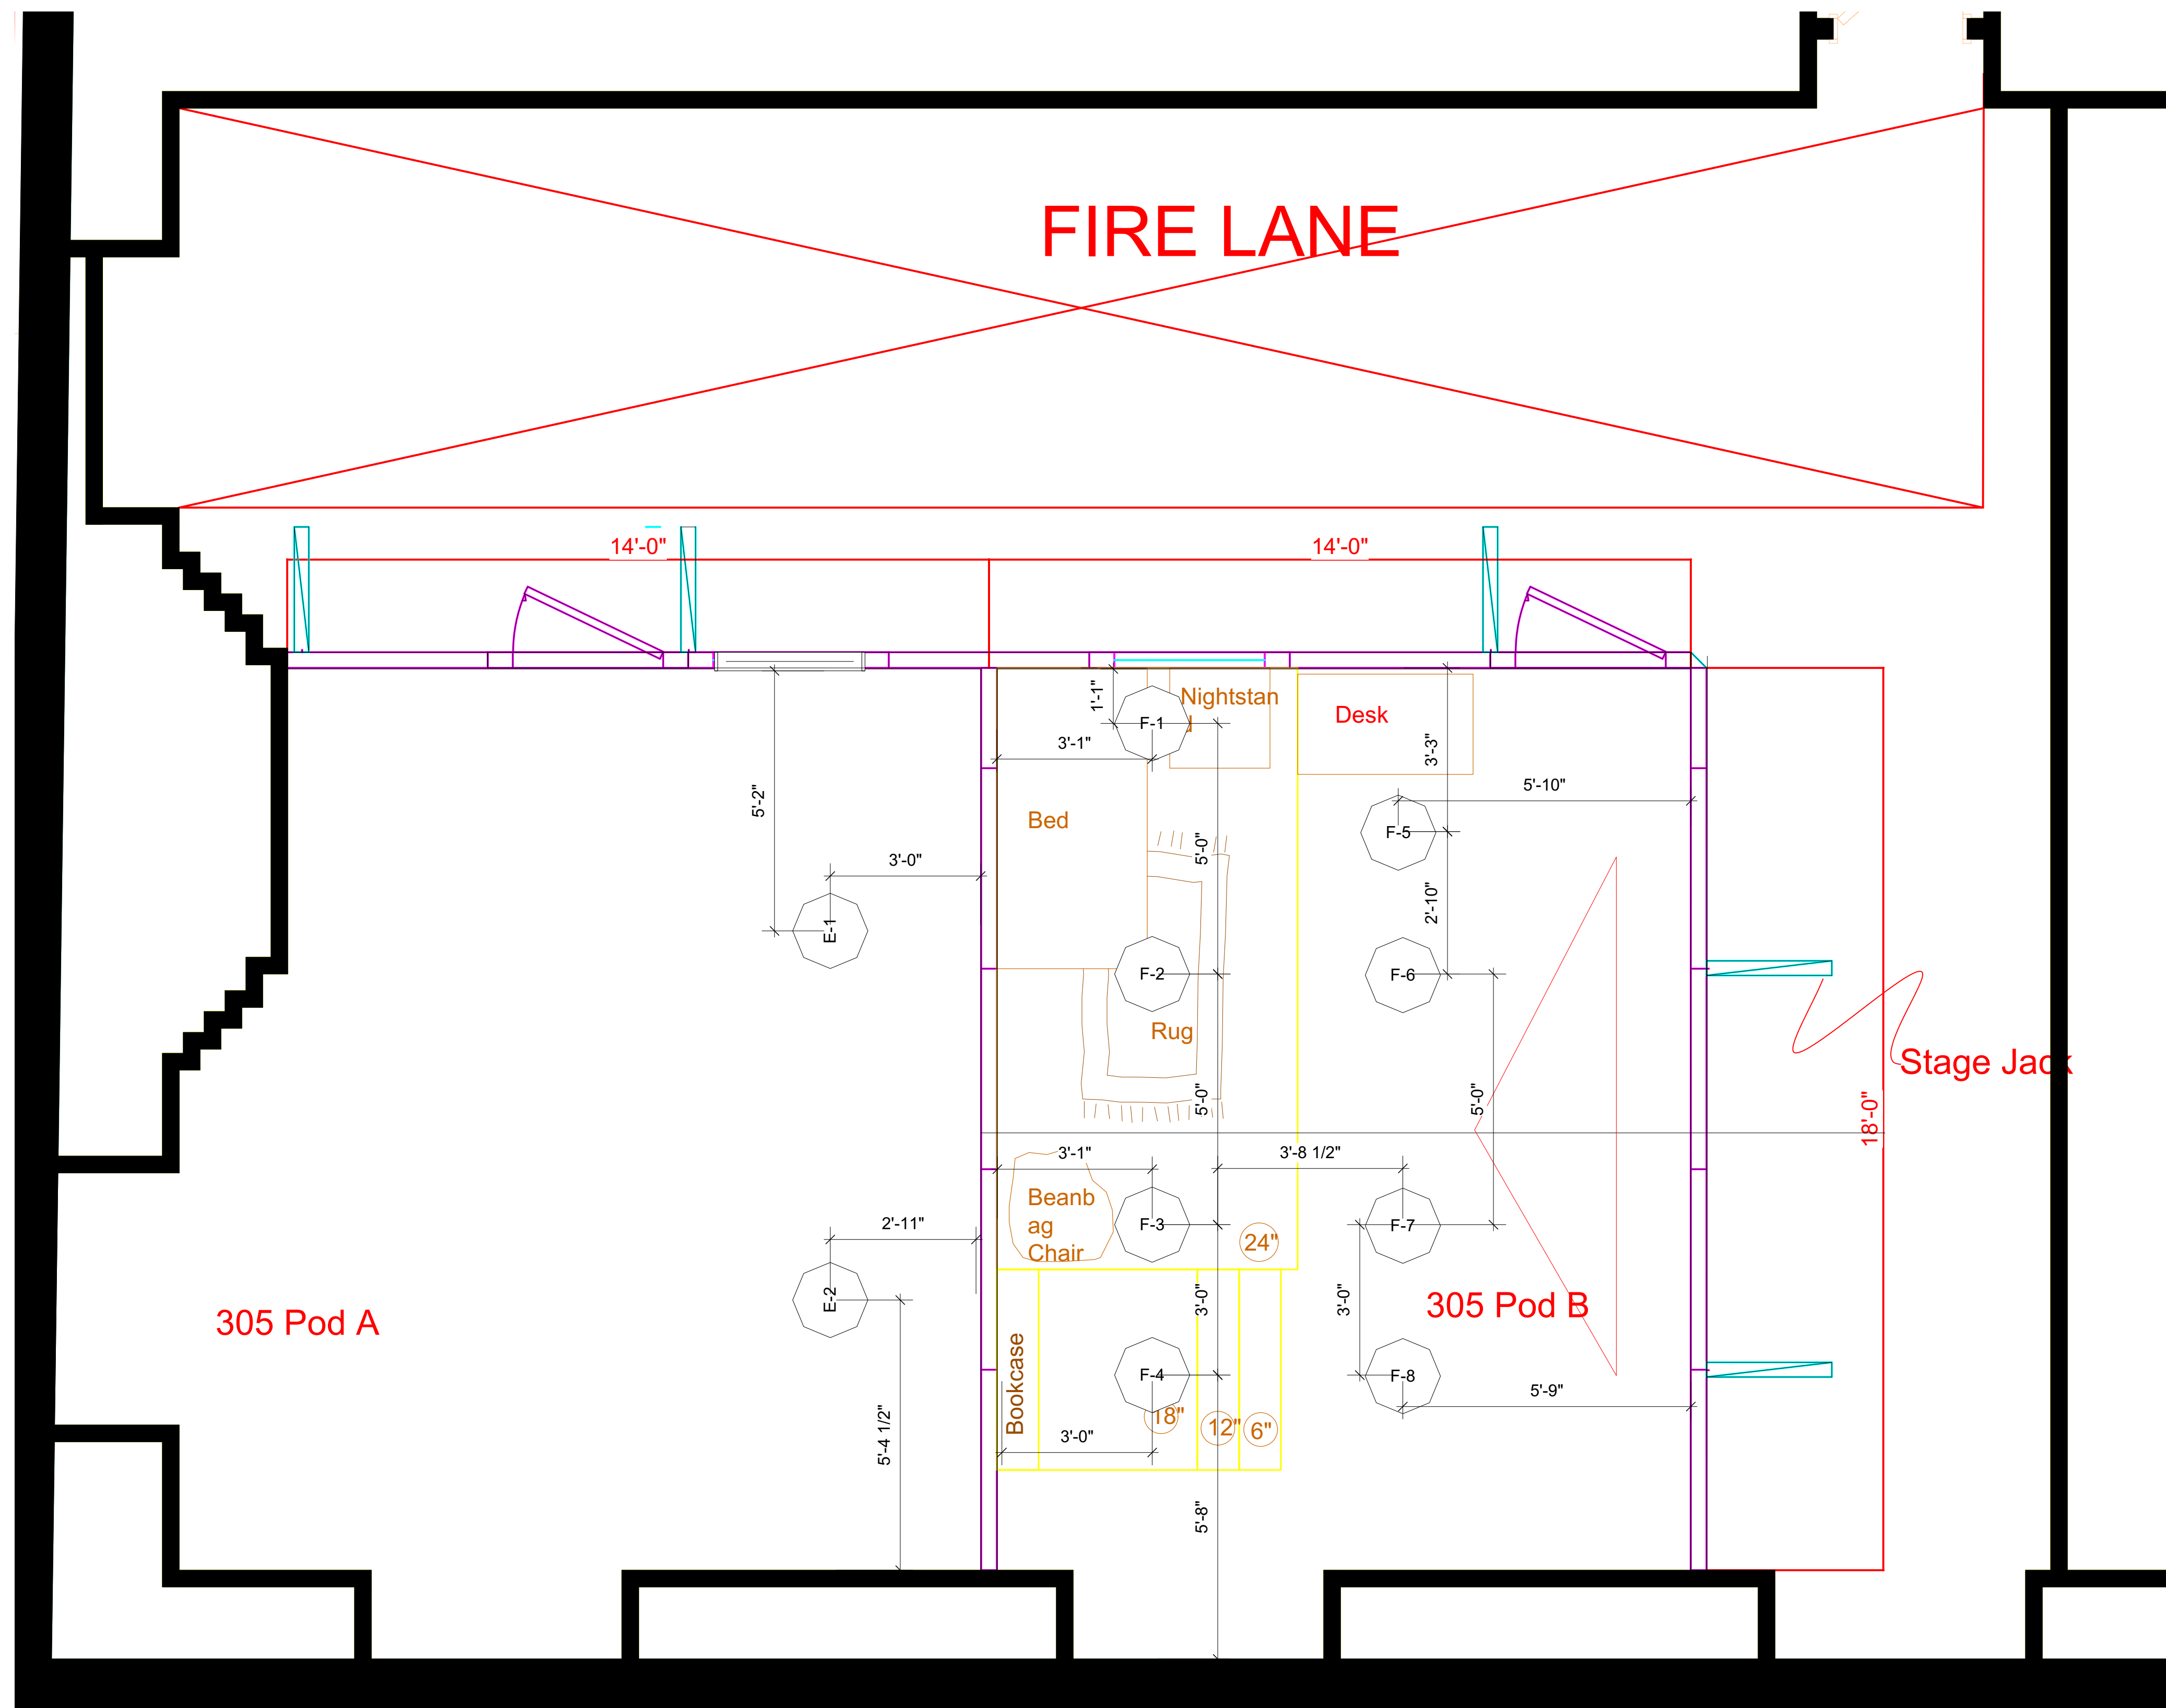 FIRE LANE
14'-0"
14'-0"
1'-1"
Nightstan
d
Desk
F-1
3'-1"
3'-3"
5'-2"
5'-10"
Bed
F-5
5'-0"
3'-0"
2'-10"
E-1
F-2
F-6
Rug
Stage Jack
5'-0"
5'-0"
18'-0"
3'-1"
3'-8 1/2"
Beanb
ag
Chair
2'-11"
F-3
24"
F-7
E-2
3'-0"
3'-0"
305 Pod A
305 Pod B
Bookcase
F-4
F-8
5'-9"
18"
12"
6"
5'-4 1/2"
3'-0"
5'-8"